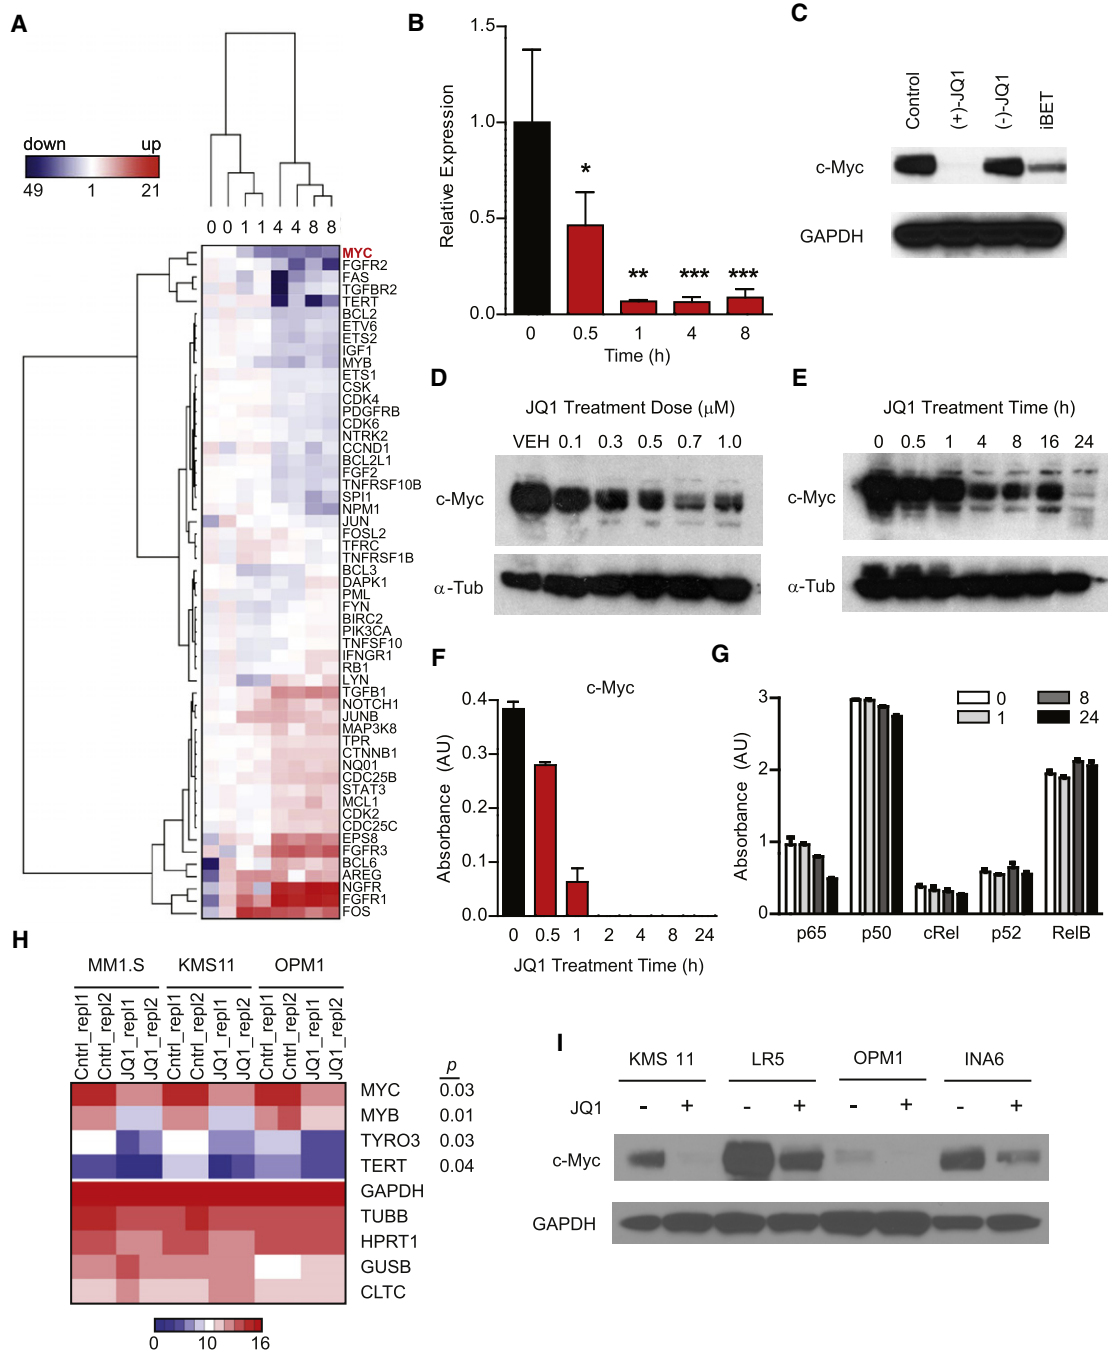 A
down up
49 1 21
0 0 1 1 4 4 8 8
MYC
FGFR2
FAS
TGFBR2
TERT
BCL2
ETV6
ETS2
IGF1
MYB
ETS1
CSK
CDK4
PDGFRB
CDK6
NTRK2
CCND1
BCL2L1
FGF2
TNFRSF10B
SPI1
NPM1
JUN
FOSL2
TFRC
TNFRSF1B
BCL3
DAPK1
PML
FYN
BIRC2
PIK3CA
TNFSF10
IFNGR1
RB1
LYN
TGFB1
NOTCH1
JUNB
MAP3K8
TPR
CTNNB1
NQO1
CDC25B
STAT3
MCL1
CDK2
CDC25C
EPS8
FGFR3
BCL6
AREG
NGFR
FGFR1
FOS
B
Relative Expression
1.5
1.0
0.5
0.0
* ** *** ***
0 0.5 1 4 8
Time (h)
C
Control (+)-JQ1 (-)-JQ1 iBET
c-Myc
GAPDH
D
JQ1 Treatment Dose (μM)
VEH 0.1 0.3 0.5 0.7 1.0
c-Myc
α-Tub
E
JQ1 Treatment Time (h)
0 0.5 1 4 8 16 24
c-Myc
α-Tub
F
c-Myc
Absorbance (AU)
0.4
0.3
0.2
0.1
0.0
0 0.5 1 2 4 8 24
JQ1 Treatment Time (h)
G
Absorbance (AU)
3
2
1
0
0 8
1 24
p65 p50 cRel p52 RelB
H
MM1.S KMS11 OPM1
Cntrl_repl1 Cntrl_repl2 JQ1_repl1 JQ1_repl2 Cntrl_repl1 Cntrl_repl2 JQ1_repl1 JQ1_repl2 Cntrl_repl1 Cntrl_repl2 JQ1_repl1 JQ1_repl2
p
MYC 0.03
MYB 0.01
TYRO3 0.03
TERT 0.04
GAPDH
TUBB
HPRT1
GUSB
CLTC
0 10 16
I
KMS 11 LR5 OPM1 INA6
JQ1 - + - + - + - +
c-Myc
GAPDH